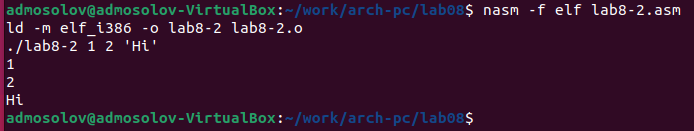 admosolov@admosolov-VirtualBox:~/work/arch-pc/lab08$ nasm -f elf lab8-2.asm
ld -m elf_i386 -o lab8-2 lab8-2.o
./lab8-2 1 2 'Hi'
1
2
Hi
admosolov@admosolov-VirtualBox:~/work/arch-pc/lab08$